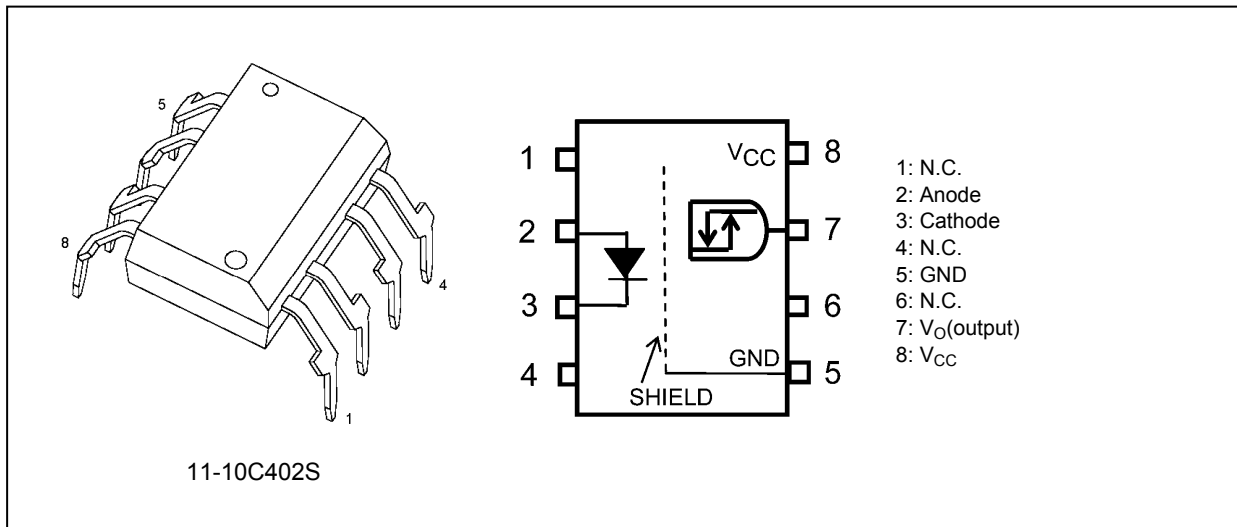 5
8
4
1
11-10C402S
1
2
3
4
VCC
GND
SHIELD
8
7
6
5
1: N.C.
2: Anode
3: Cathode
4: N.C.
5: GND
6: N.C.
7: VO(output)
8: VCC